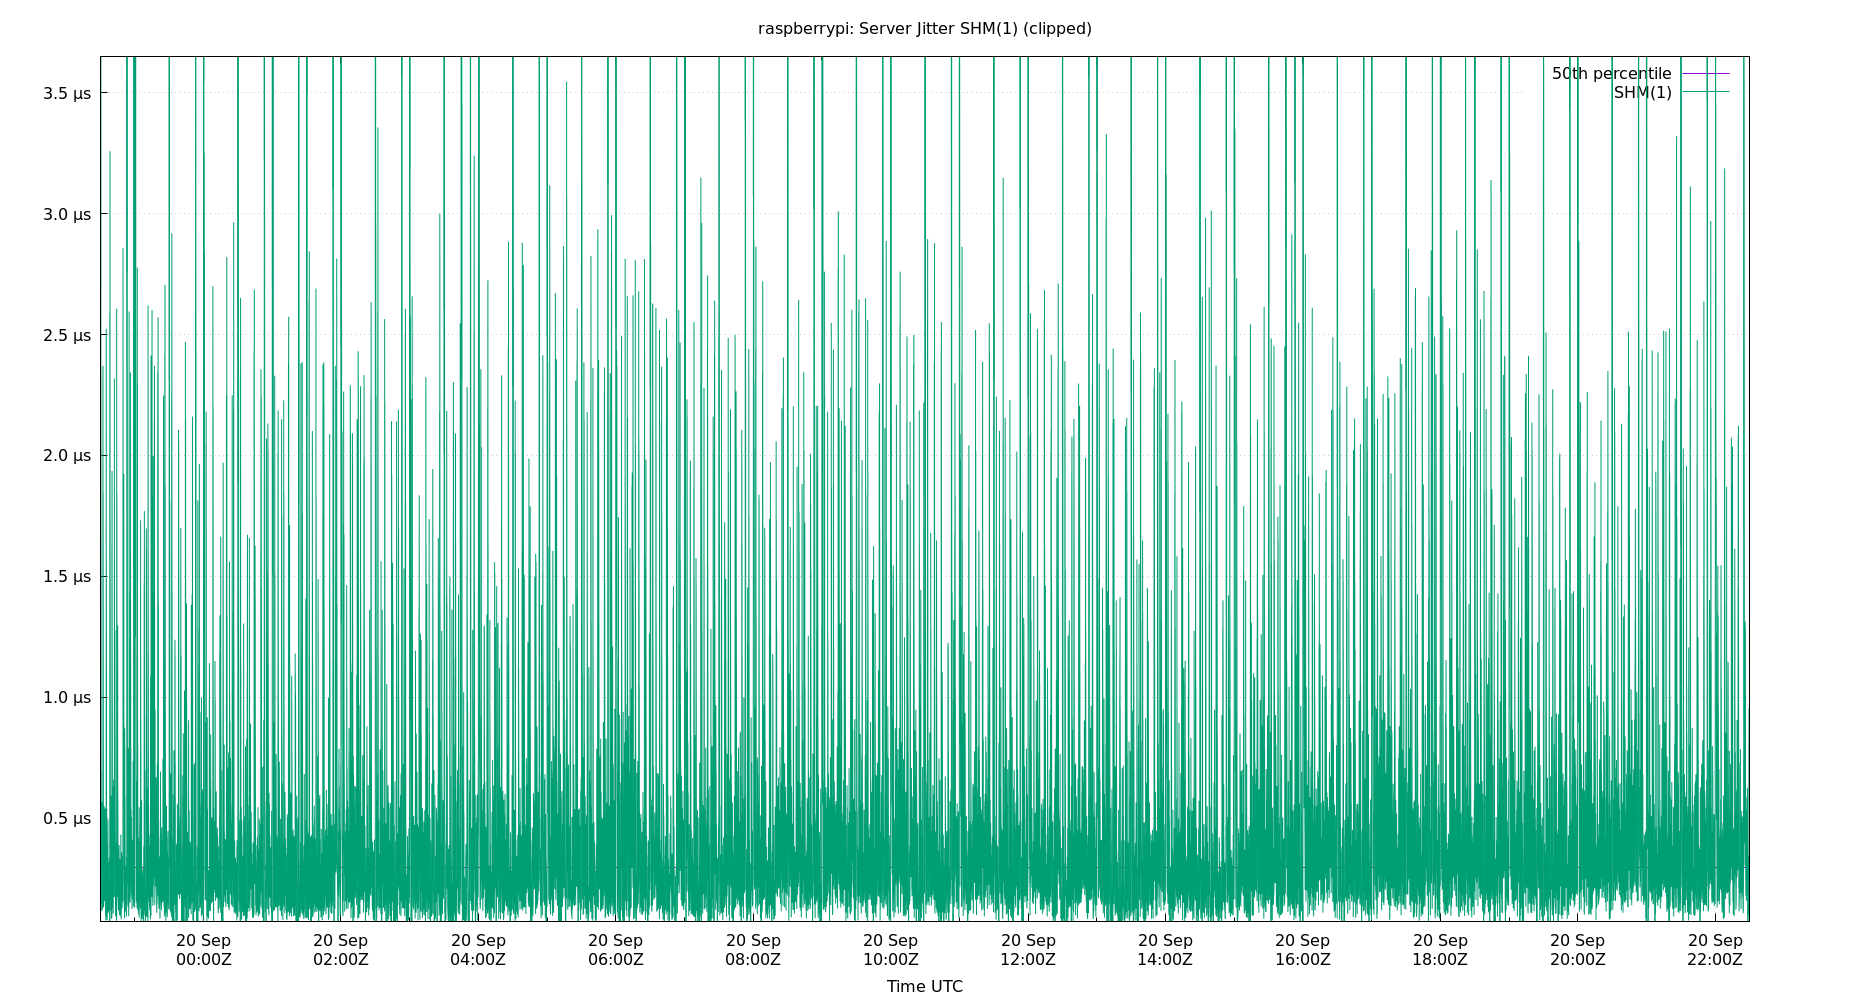 raspberrypi: Server Jitter SHM(1) (clipped)
50th percentile
SHM(1)
3.5 μs
3.0 μs
2.5 μs
2.0 μs
1.5 μs
1.0 μs
0.5 μs
20 Sep 20 Sep 20 Sep 20 Sep 20 Sep 20 Sep 20 Sep 20 Sep 20 Sep 20 Sep 20 Sep 20 Sep
00:00Z 02:00Z 04:00Z 06:00Z 08:00Z 10:00Z 12:00Z 14:00Z 16:00Z 18:00Z 20:00Z 22:00Z
Time UTC